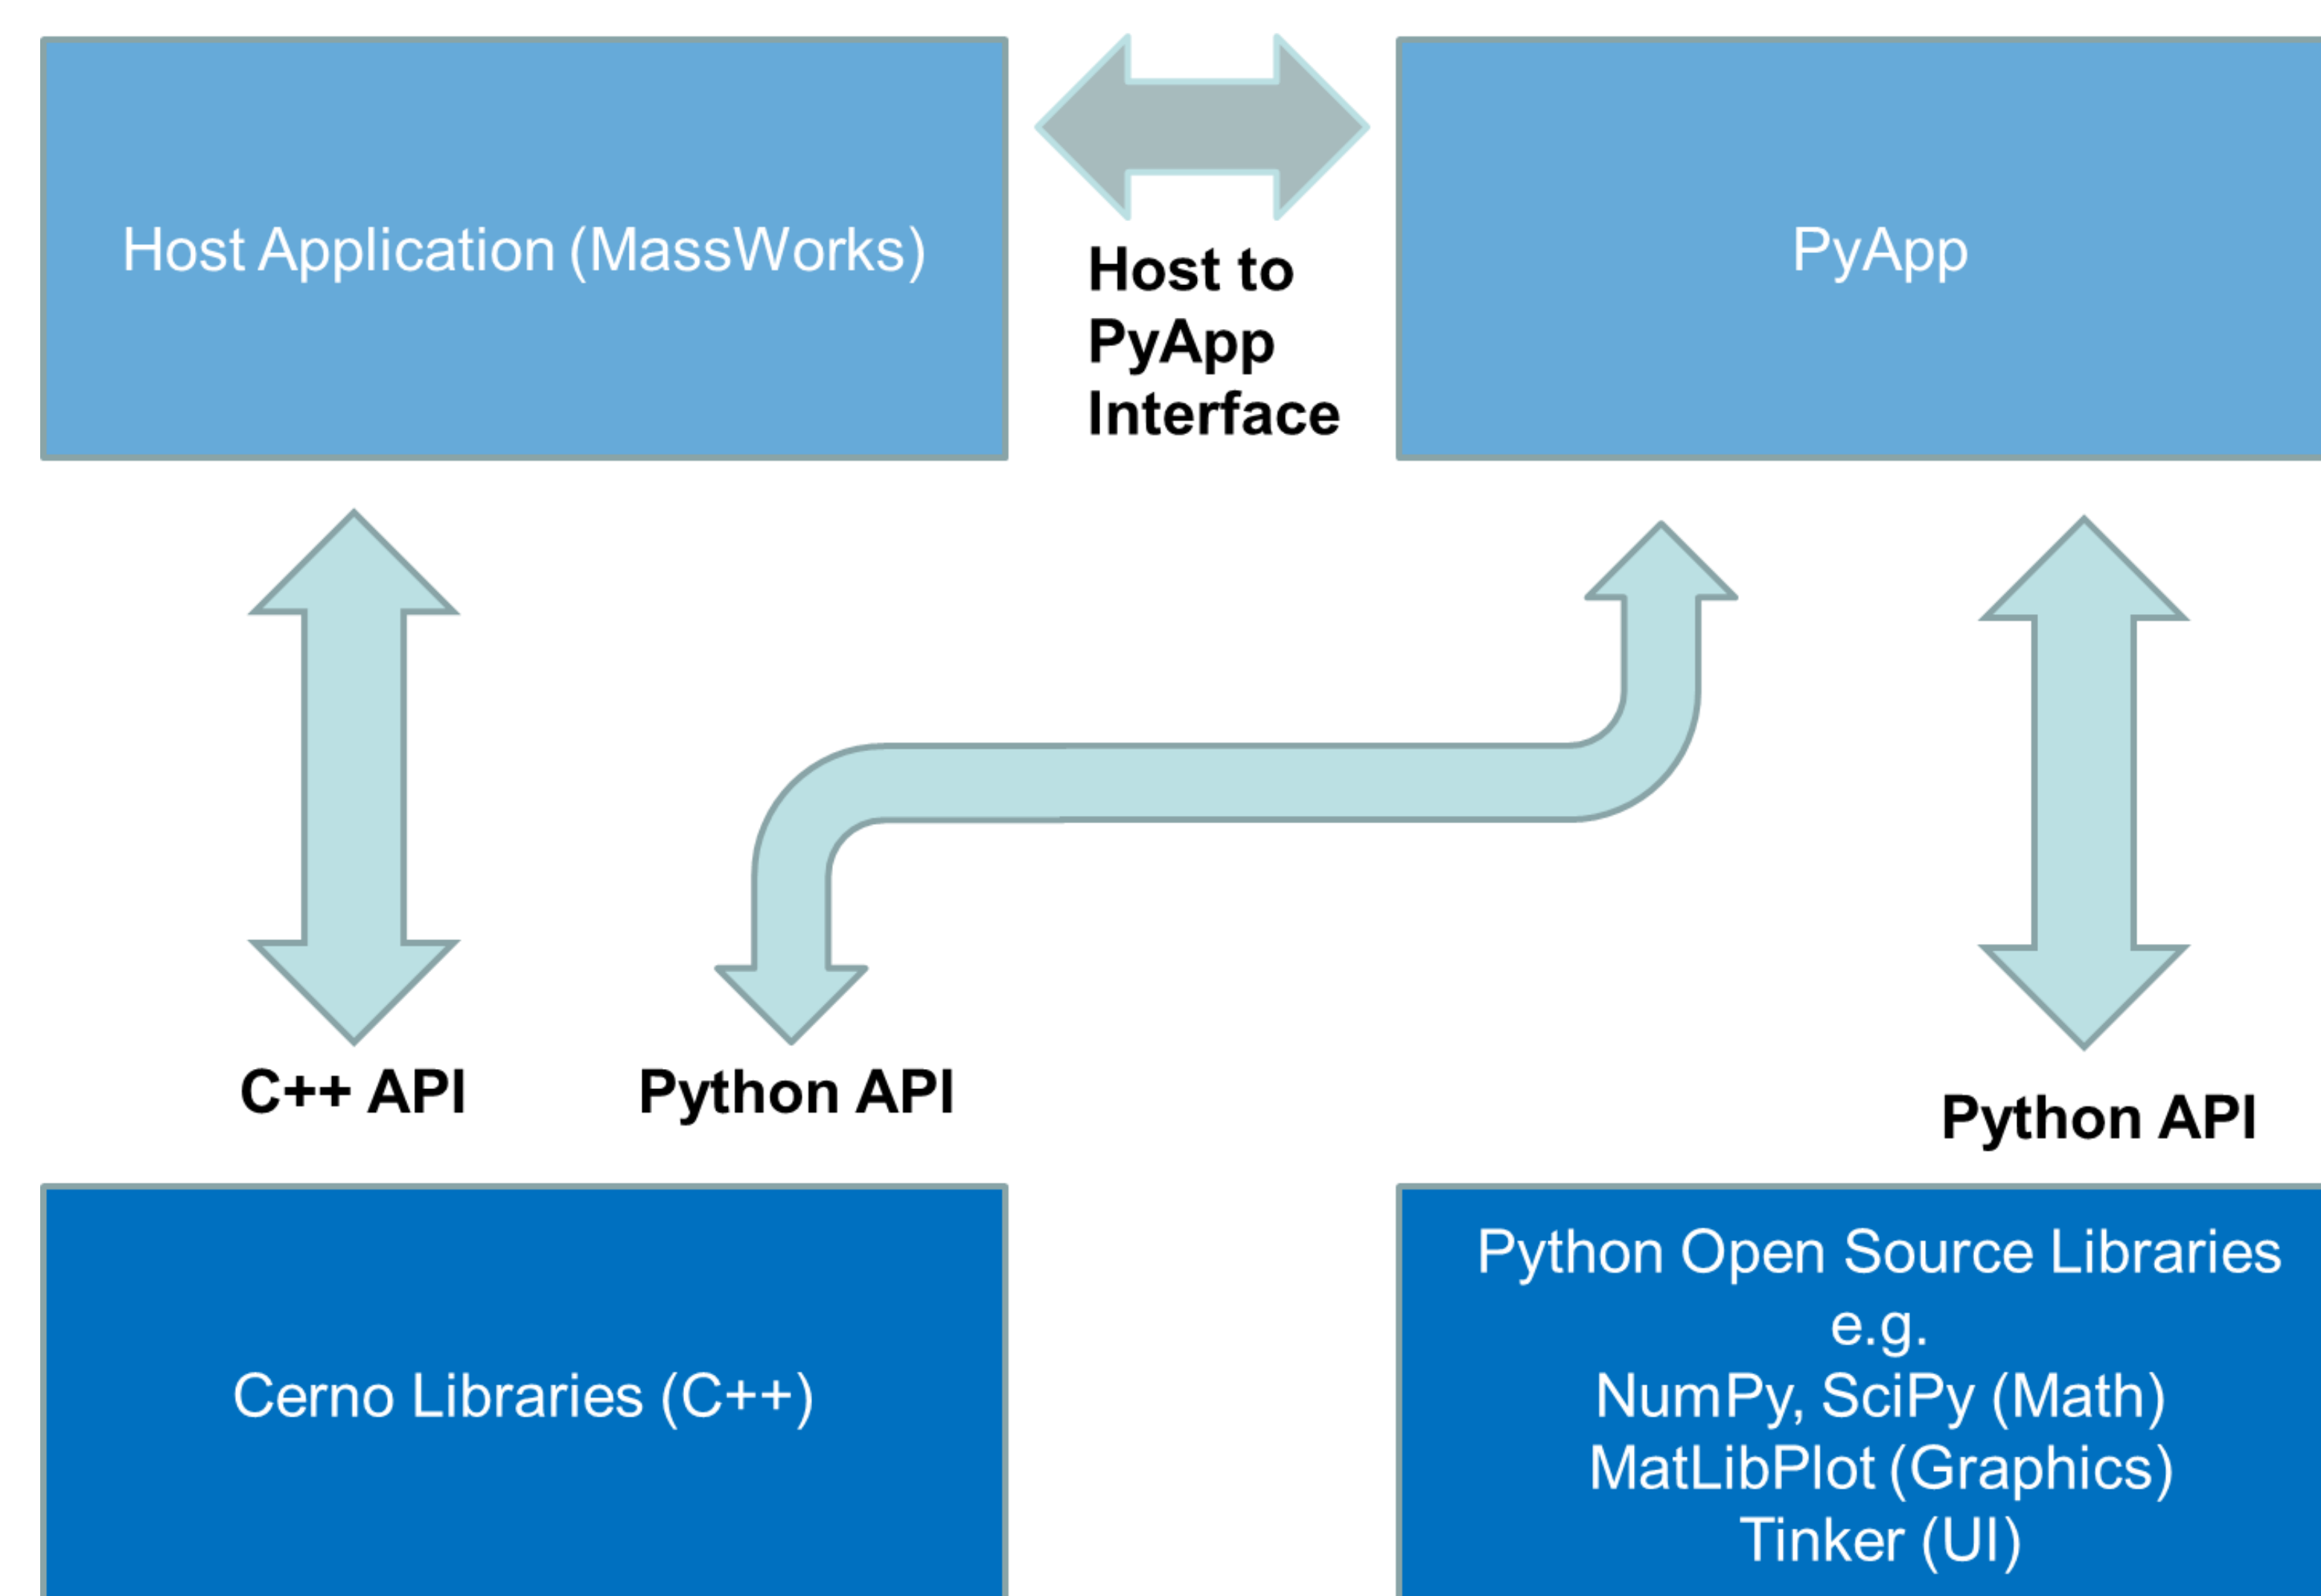 Host Application (MassWorks)
Host to
PyApp
Interface
PyApp
C++ API
Python API
Python API
Cerno Libraries (C++)
Python Open Source Libraries
e.g.
NumPy, SciPy (Math)
MatLibPlot (Graphics)
Tinker (UI)